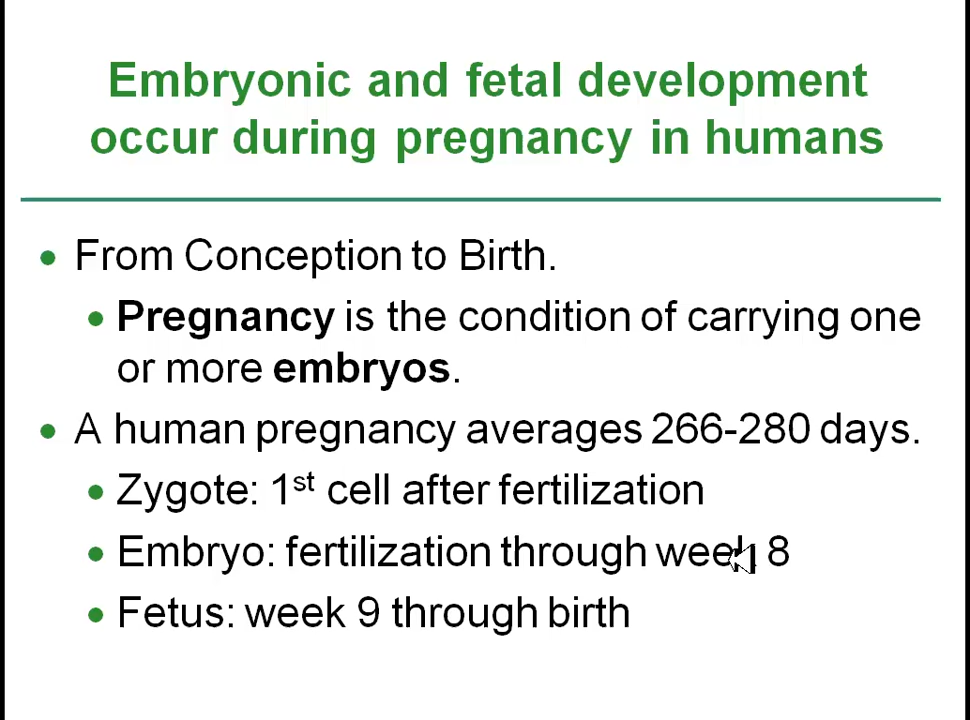 Embryonic and fetal development
occur during pregnancy in humans
• From Conception to Birth.
• Pregnancy is the condition of carrying one
or more embryos.
• A human pregnancy averages 266-280 days.
• Zygote: 1st cell after fertilization
• Embryo: fertilization through week 8
• Fetus: week 9 through birth